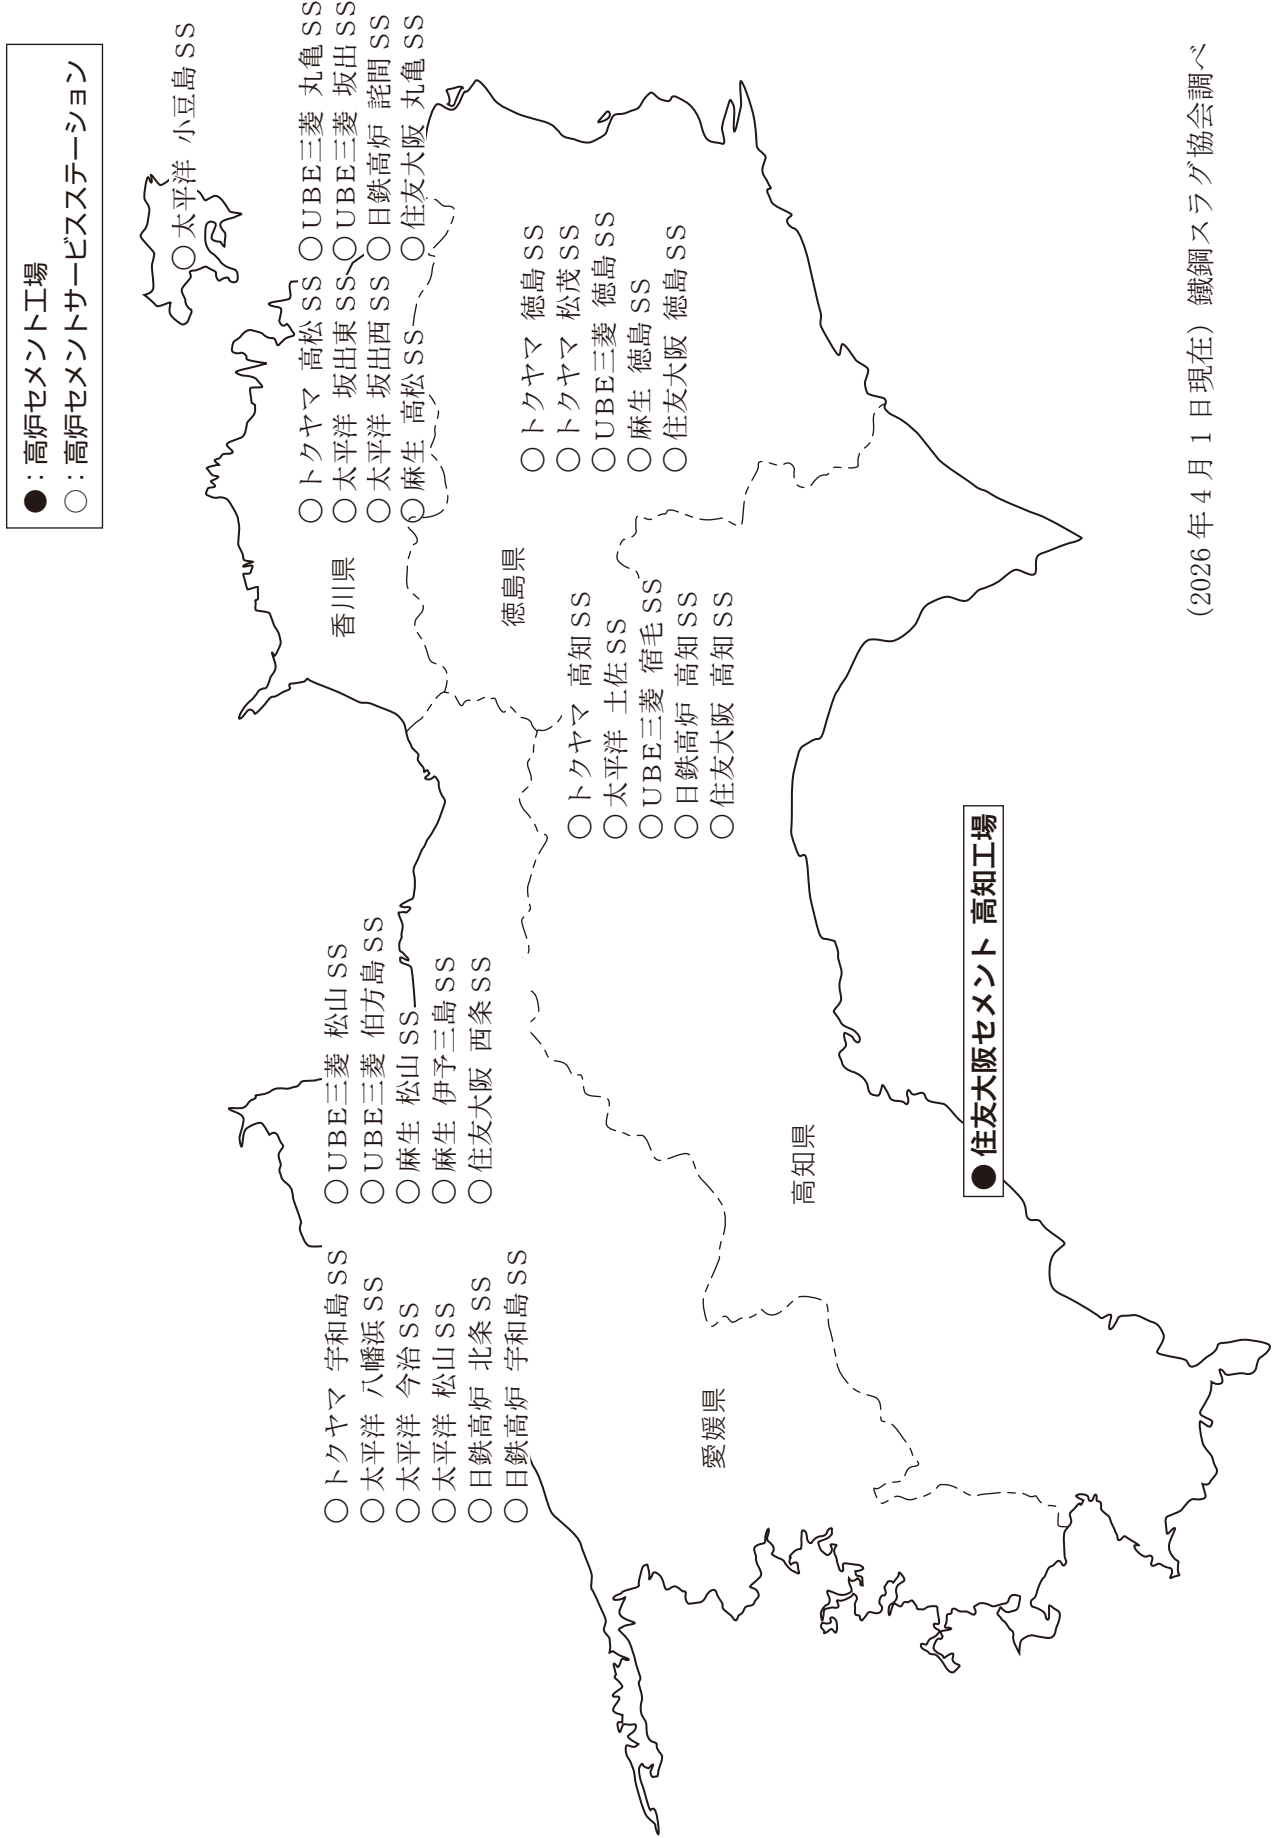 ●：高炉セメント工場
○：高炉セメントサービスステーション
○太平洋 小豆島SS
香川県
○トクヤマ 高松SS ○UBE三菱 丸亀SS
○太平洋 坂出東SS ○UBE三菱 坂出SS
○太平洋 坂出西SS ○日鉄高炉 詫間SS
○麻生 高松SS ○住友大阪 丸亀SS
徳島県
○トクヤマ 徳島SS
○トクヤマ 松茂SS
○UBE三菱 徳島SS
○麻生 徳島SS
○住友大阪 徳島SS
○トクヤマ 宇和島SS ○UBE三菱 松山SS
○太平洋 八幡浜SS ○UBE三菱 伯方島SS
○太平洋 今治SS ○麻生 松山SS
○太平洋 松山SS ○麻生 伊予三島SS
○日鉄高炉 北条SS ○住友大阪 西条SS
○日鉄高炉 宇和島SS
愛媛県
○トクヤマ 高知SS
○太平洋 土佐SS
○UBE三菱 宿毛SS
○日鉄高炉 高知SS
○住友大阪 高知SS
高知県
●住友大阪セメント 高知工場
(2026年4月1日現在) 鐵鋼スラグ協会調べ